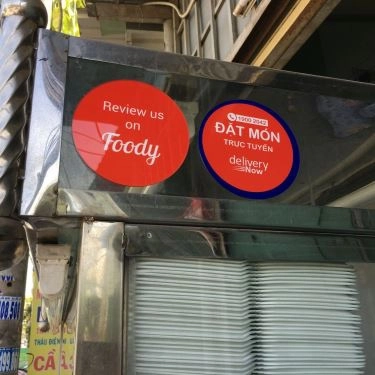 Review us
on
Foody
1900 2042
ĐẶT MÓN
TRỰC TUYẾN
delivery
Now